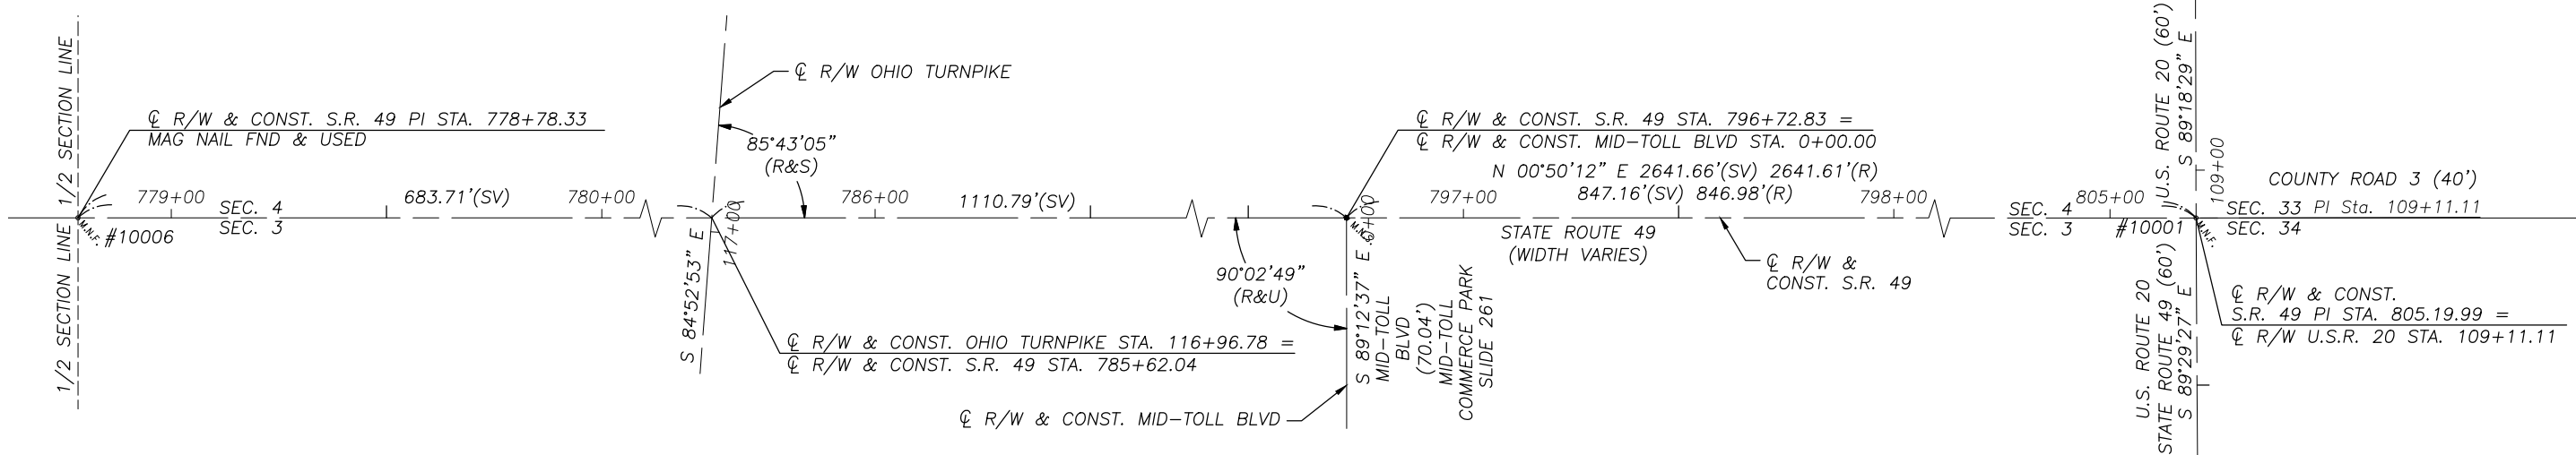 1/2 SECTION LINE
1/2 SECTION LINE
℄ R/W & CONST. S.R. 49 PI STA. 778+78.33
MAG NAIL FND & USED
779+00
SEC. 4
SEC. 3
M.N.F.
#10006
683.71'(SV)
780+00
℄ R/W OHIO TURNPIKE
85°43'05"
(R&S)
S 84°52'53" E
117+00
786+00
1110.79'(SV)
℄ R/W & CONST. OHIO TURNPIKE STA. 116+96.78 =
℄ R/W & CONST. S.R. 49 STA. 785+62.04
90°02'49"
(R&U)
℄ R/W & CONST. S.R. 49 STA. 796+72.83 =
℄ R/W & CONST. MID-TOLL BLVD STA. 0+00.00
N 00°50'12" E 2641.66'(SV) 2641.61'(R)
847.16'(SV) 846.98'(R)
0+00
797+00
798+00
STATE ROUTE 49
(WIDTH VARIES)
℄ R/W &
CONST. S.R. 49
S 89°12'37" E
MID-TOLL
BLVD
(70.04')
MID-TOLL
COMMERCE PARK
SLIDE 261
℄ R/W & CONST. MID-TOLL BLVD
SEC. 4
SEC. 3
805+00
#10001
U.S. ROUTE 20 (60')
S 89°18'29" E
109+00
COUNTY ROAD 3 (40')
SEC. 33 PI Sta. 109+11.11
SEC. 34
M.N.F.
U.S. ROUTE 20
STATE ROUTE 49 (60')
S 89°29'27" E
℄ R/W & CONST.
S.R. 49 PI STA. 805.19.99 =
℄ R/W U.S.R. 20 STA. 109+11.11